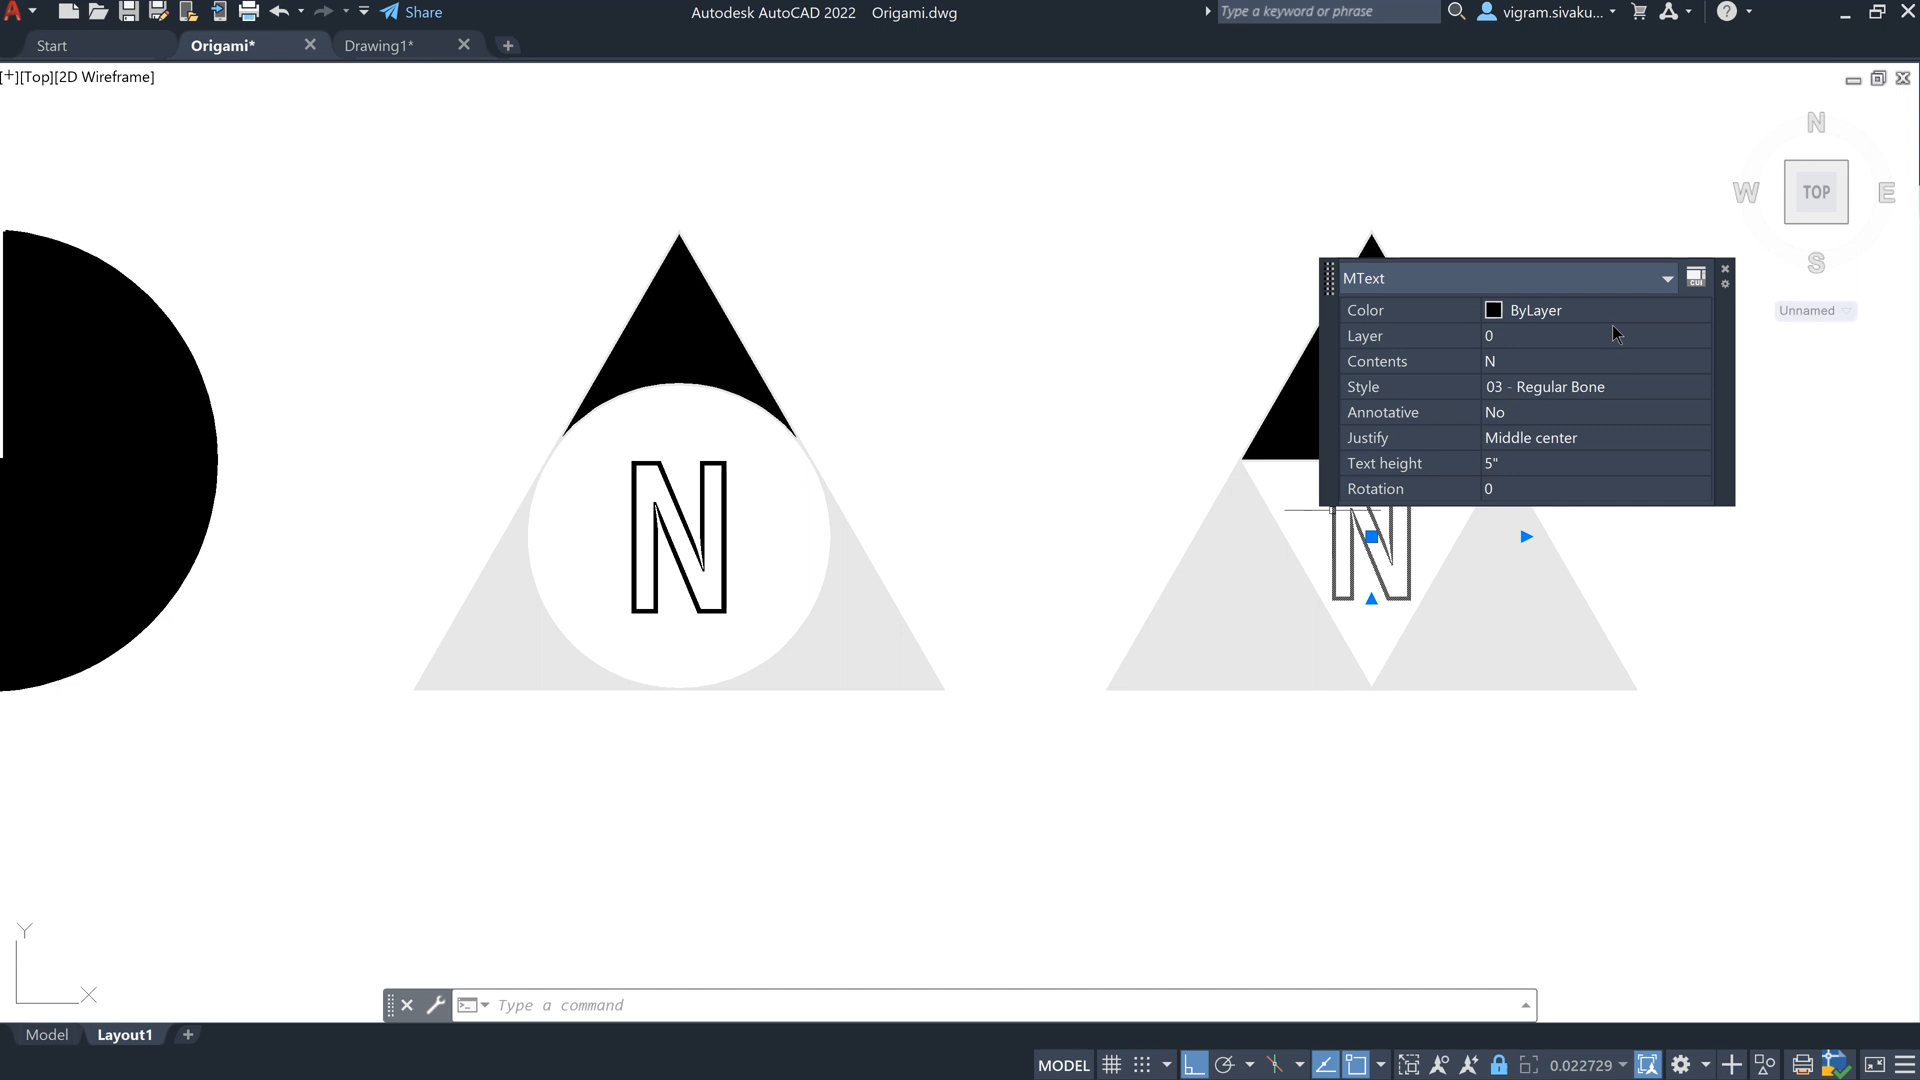 Share
Autodesk AutoCAD 2022 Origami.dwg
Type a keyword or phrase
vigram.sivaku...
Start
Origami*
Drawing1*
[+][Top][2D Wireframe]
N
W
TOP
E
S
Unnamed
MText
CUI
Color ByLayer
Layer 0
Contents N
Style 03 - Regular Bone
Annotative No
Justify Middle center
Text height 5"
Rotation 0
N
N
Y
X
Type a command
Model
Layout1
MODEL
0.022729